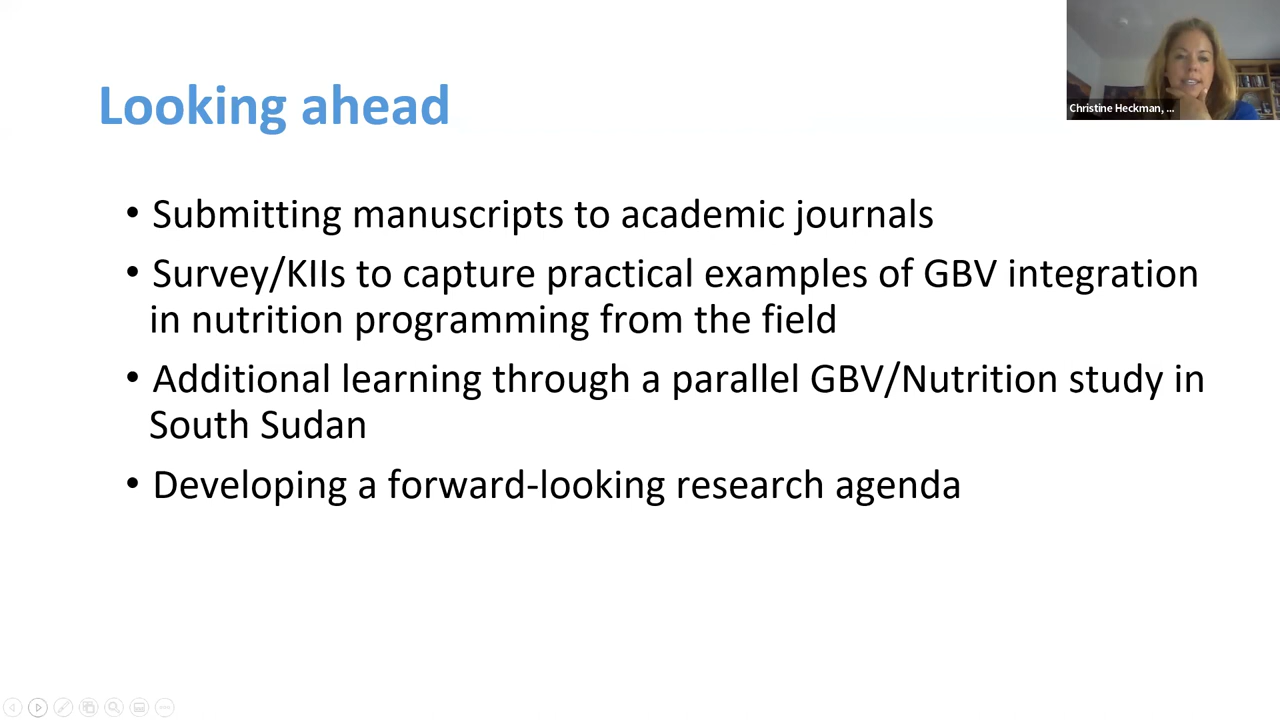 Looking ahead
Christine Heckman, ...
• Submitting manuscripts to academic journals
• Survey/KIIs to capture practical examples of GBV integration
in nutrition programming from the field
• Additional learning through a parallel GBV/Nutrition study in
South Sudan
• Developing a forward-looking research agenda